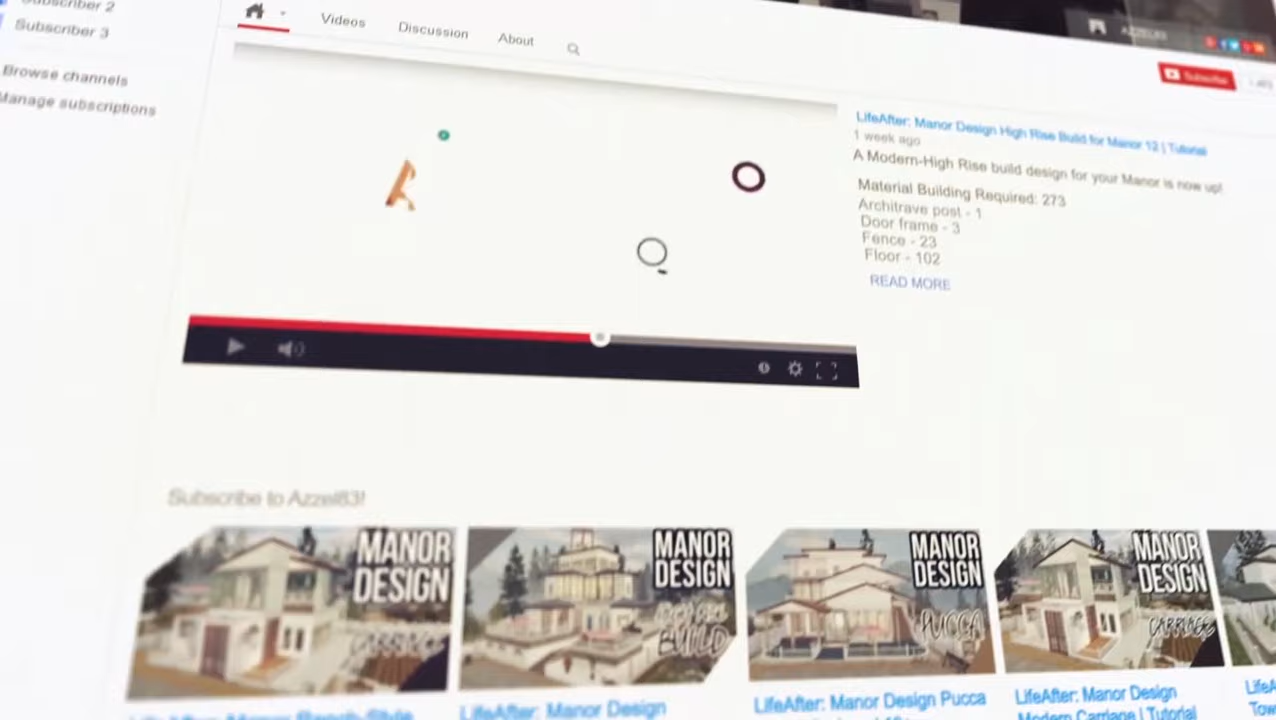 Subscriber 2
Subscriber 3
Browse channels
Manage subscriptions
Videos
Discussion
About
Subscribe
LifeAfter: Manor Design High Rise Build for Manor 12 | Tutorial
1 week ago
A Modern-High Rise build design for your Manor is now up!
Material Building Required: 273
Architrave post - 1
Door frame - 3
Fence - 23
Floor - 102
READ MORE
Subscribe to Azzel83!
MANOR
DESIGN
CARRIAGE
MANOR
DESIGN
BUILD
MANOR
DESIGN
PUCCA
MANOR
DESIGN
CARRIAGE
LifeAfter: Manor
LifeAfter: Manor Design
LifeAfter: Manor Design Pucca
LifeAfter: Manor Design
Modern Carriage | Tutorial